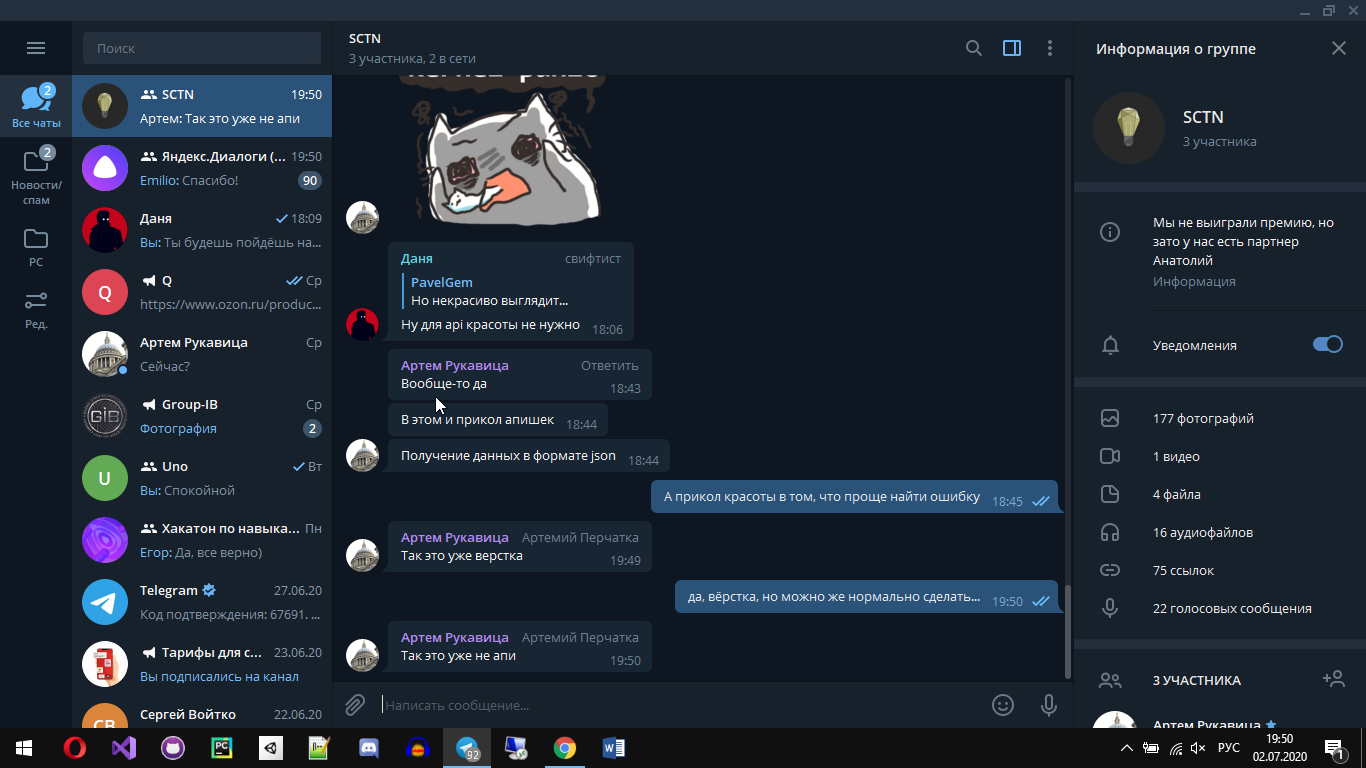 Поиск
SCTN
3 участника, 2 в сети
Информация о группе
2
Все чаты
2
Новости/
спам
PC
Ред.
SCTN
19:50
Артем: Так это уже не апи
Яндекс.Диалоги (...
19:50
Emilio: Спасибо!
90
Даня
18:09
Вы: Ты будешь пойдёшь на...
Q
Q
Ср
https://www.ozon.ru/produc...
Артем Рукавица
Ср
Сейчас?
GIB
Group-IB
Ср
Фотография
2
U
Uno
Вт
Вы: Спокойной
Хакатон по навыка...
Пн
Егор: Да, все верно)
Telegram
27.06.20
Код подтверждения: 67691. ...
Тарифы для с...
23.06.20
Вы подписались на канал
СВ
Сергей Войтко
22.06.20
Даня
свифтист
PavelGem
Но некрасиво выглядит...
Ну для api красоты не нужно
18:06
Артем Рукавица
Ответить
Вообще-то да
18:43
В этом и прикол апишек
18:44
Получение данных в формате json
18:44
А прикол красоты в том, что проще найти ошибку
18:45
Артем Рукавица
Артемий Перчатка
Так это уже верстка
19:49
да, вёрстка, но можно же нормально сделать...
19:50
Артем Рукавица
Артемий Перчатка
Так это уже не апи
19:50
Написать сообщение...
SCTN
3 участника
Мы не выиграли премию, но
зато у нас есть партнер
Анатолий
Информация
Уведомления
177 фотографий
1 видео
4 файла
16 аудиофайлов
75 ссылок
22 голосовых сообщения
3 УЧАСТНИКА
Артем Рукавица
PC
92
W
РУС
19:50
02.07.2020
1